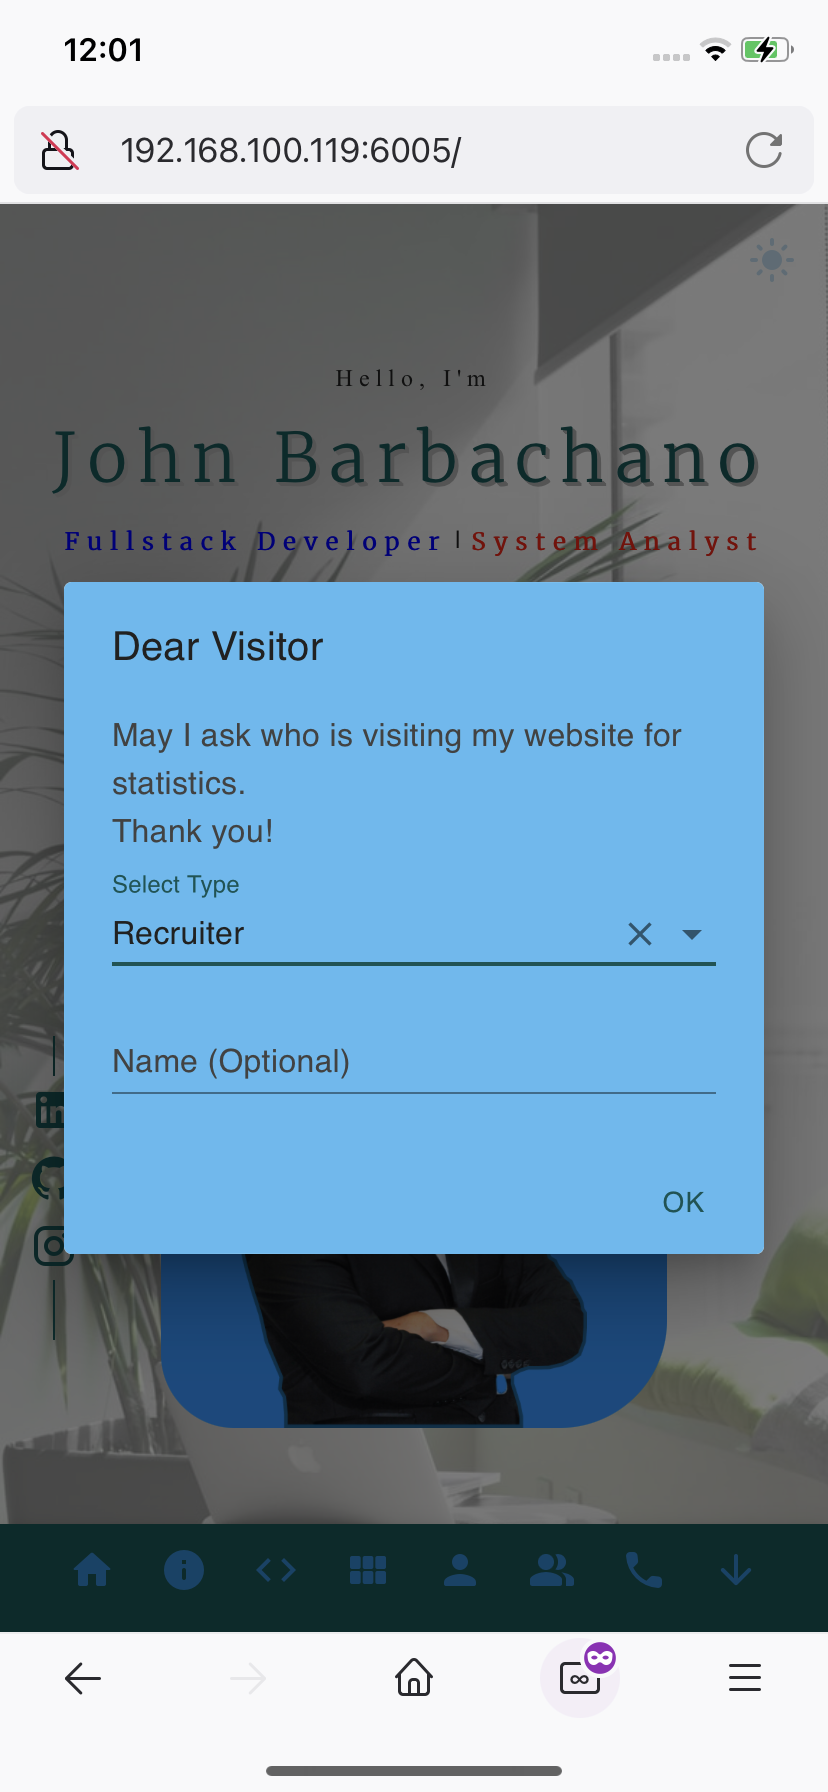 12:01
192.168.100.119:6005/
Hello, I'm
John Barbachano
Fullstack Developer | System Analyst
Dear Visitor
May I ask who is visiting my website for
statistics.
Thank you!
Select Type
Recruiter
Name (Optional)
OK